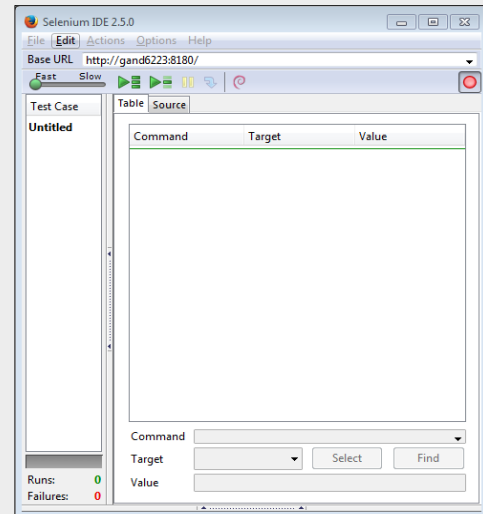 Selenium IDE 2.5.0
File Edit Actions Options Help
Base URL http://gand6223:8180/
Fast Slow
Test Case
Table Source
Untitled
Command Target Value
Command
Target Select Find
Value
Runs: 0
Failures: 0